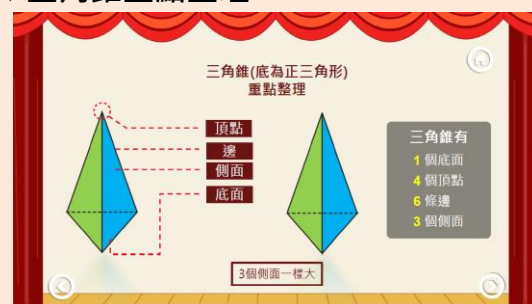 三角錐(底為正三角形)
重點整理
頂點
邊
側面
底面
三角錐有
1 個底面
4 個頂點
6 條邊
3 個側面
3個側面一樣大